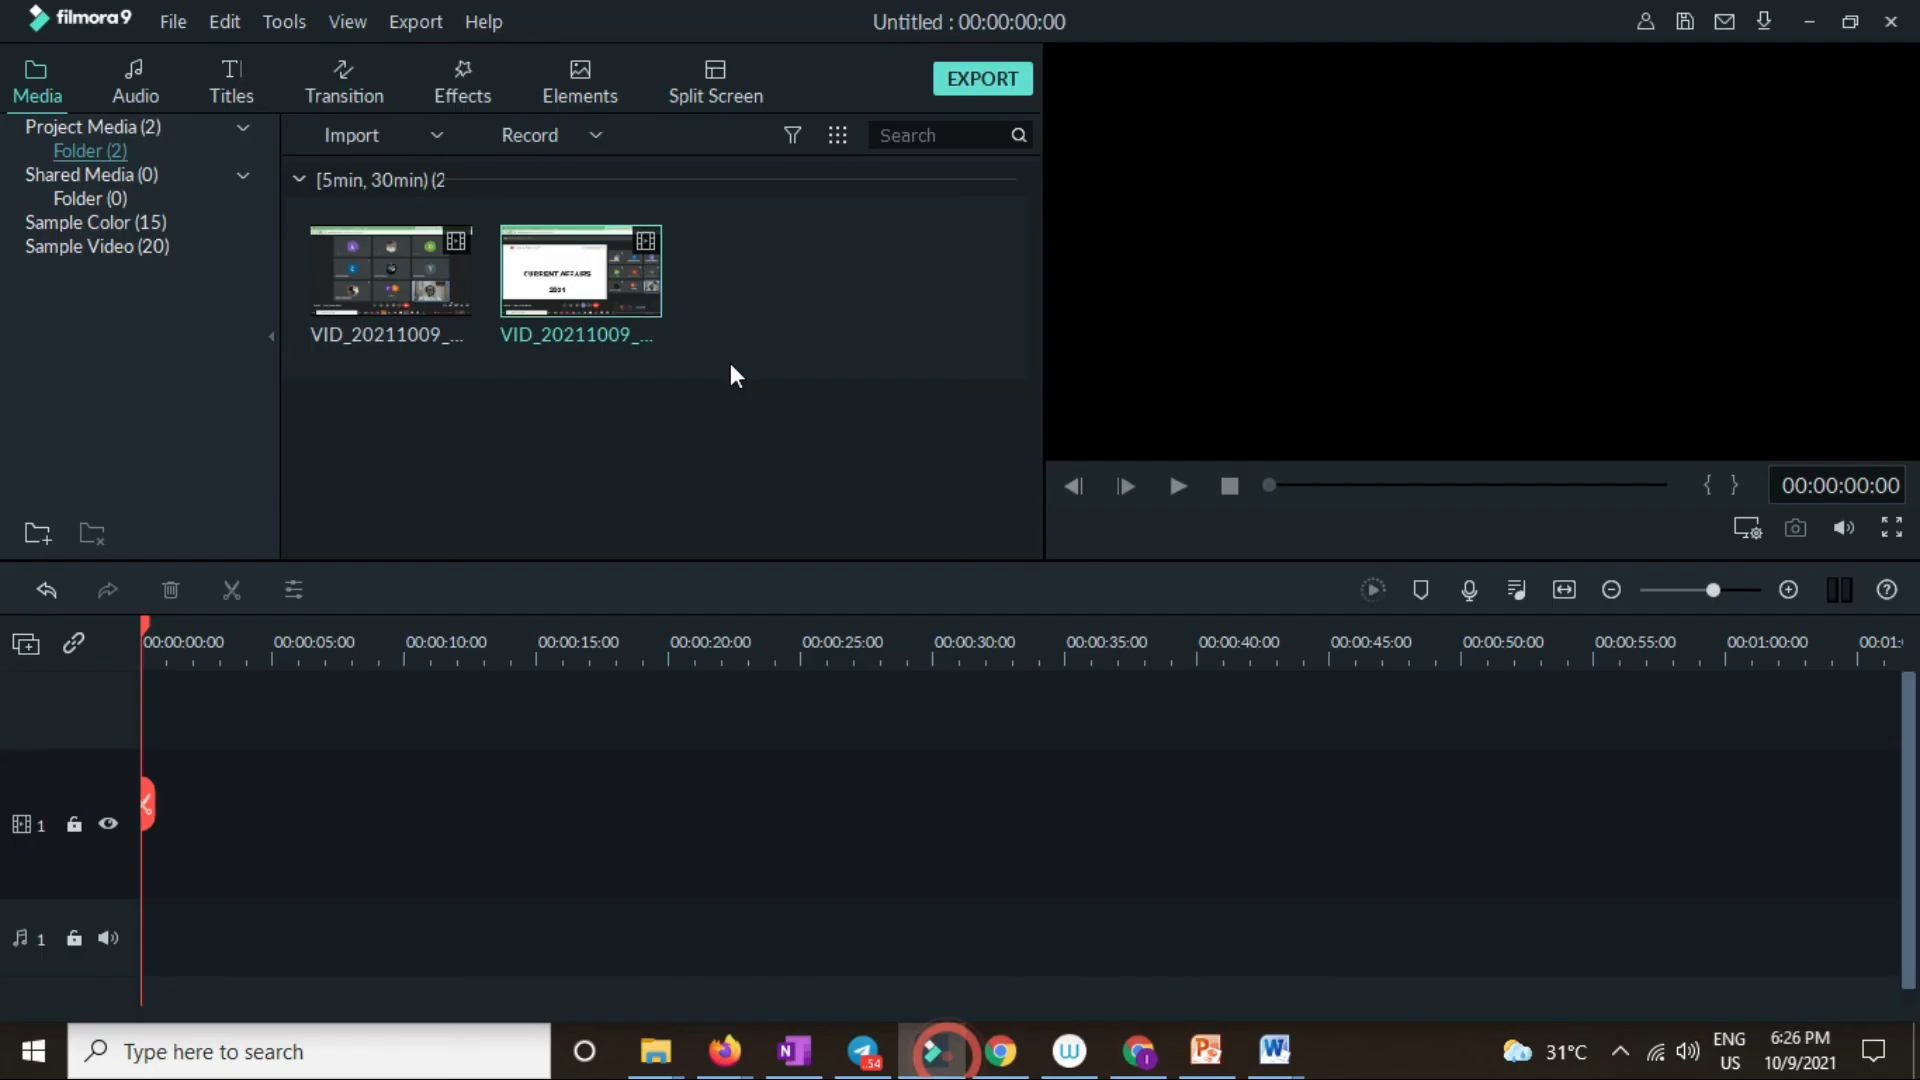 filmora9 File Edit Tools View Export Help Untitled : 00:00:00:00
Media Audio Titles Transition Effects Elements Split Screen EXPORT
Project Media (2)
Folder (2)
Shared Media (0)
Folder (0)
Sample Color (15)
Sample Video (20)
Import Record Search
[5min, 30min) (2
CURRENT AFFAIRS
2021
VID_20211009_... VID_20211009_...
{ } 00:00:00:00
00:00:00:00 00:00:05:00 00:00:10:00 00:00:15:00 00:00:20:00 00:00:25:00 00:00:30:00 00:00:35:00 00:00:40:00 00:00:45:00 00:00:50:00 00:00:55:00 00:01:00:00 00:01:
1
1
Type here to search
N
54
W
I
P
W
31°C
ENG
US
6:26 PM
10/9/2021